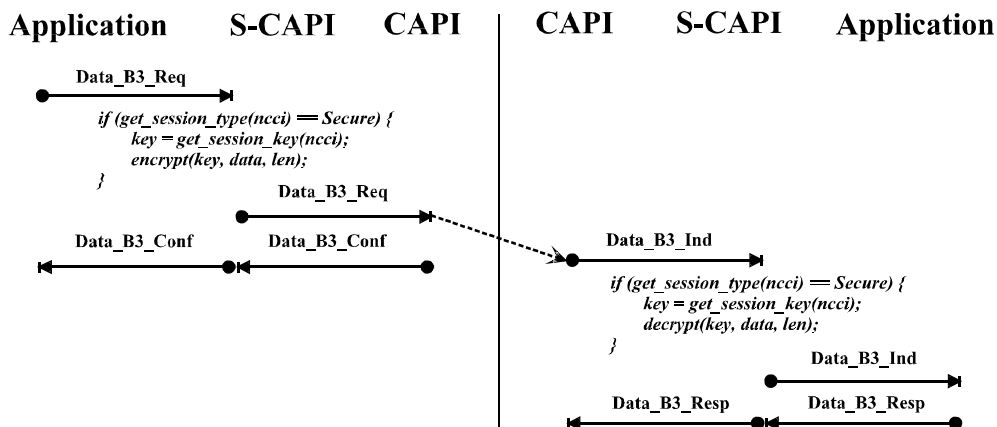 Application S-CAPI CAPI CAPI S-CAPI Application
Data_B3_Req
if (get_session_type(ncci) == Secure) {
key = get_session_key(ncci);
encrypt(key, data, len);
}
Data_B3_Req
Data_B3_Conf Data_B3_Conf
Data_B3_Ind
if (get_session_type(ncci) == Secure) {
key = get_session_key(ncci);
decrypt(key, data, len);
}
Data_B3_Ind
Data_B3_Resp Data_B3_Resp